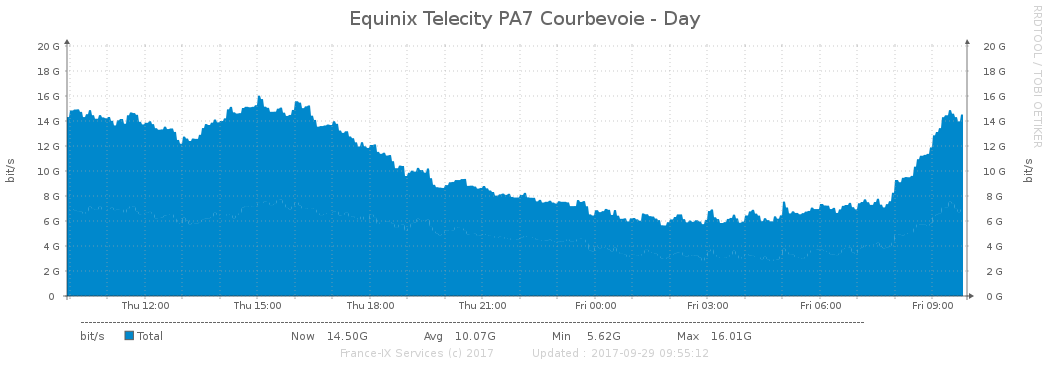 Equinix Telecity PA7 Courbevoie - Day
RRDTOOL / TOBI OETIKER
bit/s
20 G 20 G
18 G 18 G
16 G 16 G
14 G 14 G
12 G 12 G
10 G 10 G
8 G 8 G
6 G 6 G
4 G 4 G
2 G 2 G
0 0 G
bit/s
Thu 12:00 Thu 15:00 Thu 18:00 Thu 21:00 Fri 00:00 Fri 03:00 Fri 06:00 Fri 09:00
bit/s Total Now 14.50G Avg 10.07G Min 5.62G Max 16.01G
France-IX Services (c) 2017 Updated : 2017-09-29 09:55:12